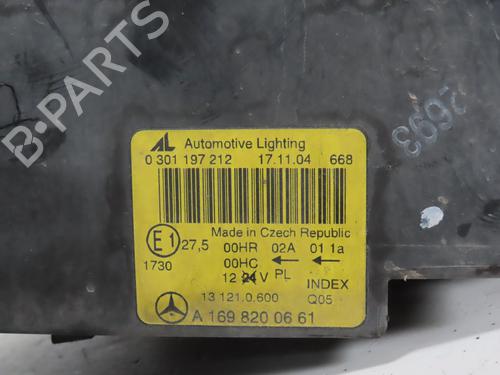 B-PARTS
2693
AL Automotive Lighting
0 301 197 212 17.11.04 668
Made in Czech Republic
E1 27,5 00HR 02A 01 1a
1730 00HC ← ←
12 24 V PL INDEX
13 121.0.600 Q05
A 169 820 06 61